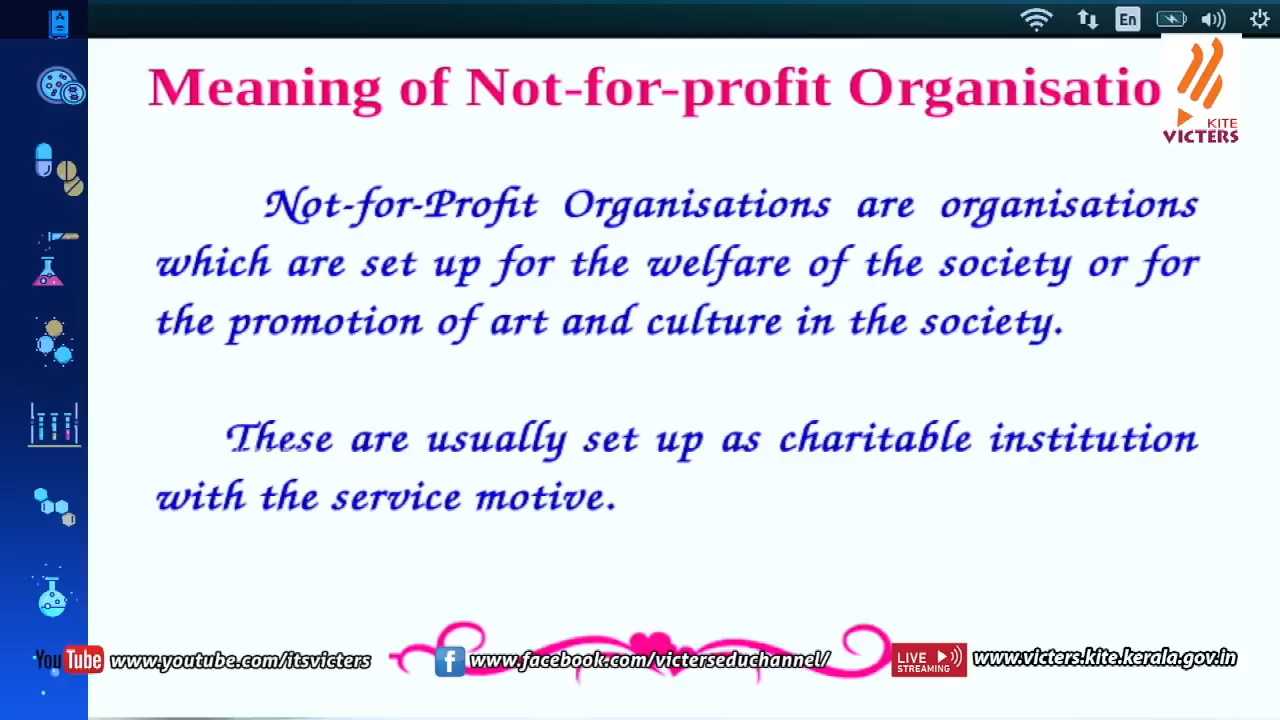 En
Meaning of Not-for-profit Organisatio
KITE
VICTERS
Not-for-Profit Organisations are organisations
which are set up for the welfare of the society or for
the promotion of art and culture in the society.
These are usually set up as charitable institution
with the service motive.
YouTube www.youtube.com/itsvicters
f www.facebook.com/victerseduchannel/
LIVE
STREAMING
www.victers.kite.kerala.gov.in